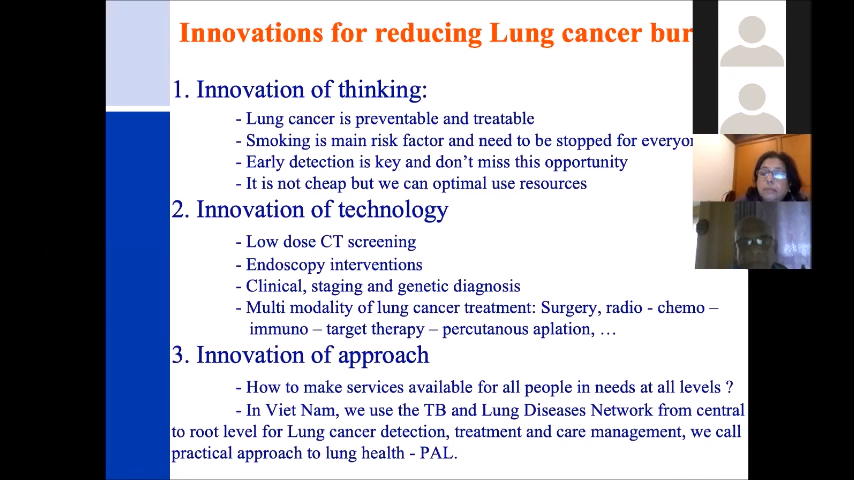 Innovations for reducing Lung cancer bur
1. Innovation of thinking:
- Lung cancer is preventable and treatable
- Smoking is main risk factor and need to be stopped for everyon
- Early detection is key and don't miss this opportunity
- It is not cheap but we can optimal use resources
2. Innovation of technology
- Low dose CT screening
- Endoscopy interventions
- Clinical, staging and genetic diagnosis
- Multi modality of lung cancer treatment: Surgery, radio - chemo –
immuno – target therapy – percutanous aplation, …
3. Innovation of approach
- How to make services available for all people in needs at all levels ?
- In Viet Nam, we use the TB and Lung Diseases Network from central
to root level for Lung cancer detection, treatment and care management, we call
practical approach to lung health - PAL.